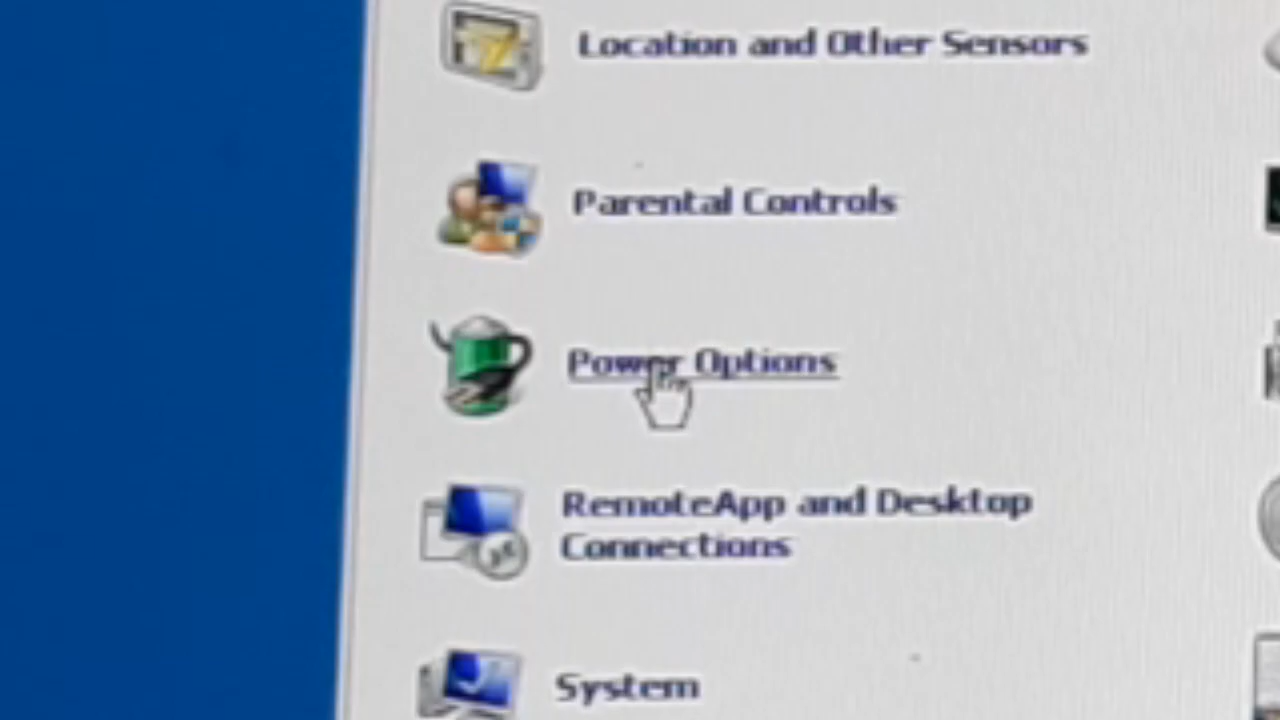 Location and Other Sensors
Parental Controls
Power Options
RemoteApp and Desktop
Connections
System